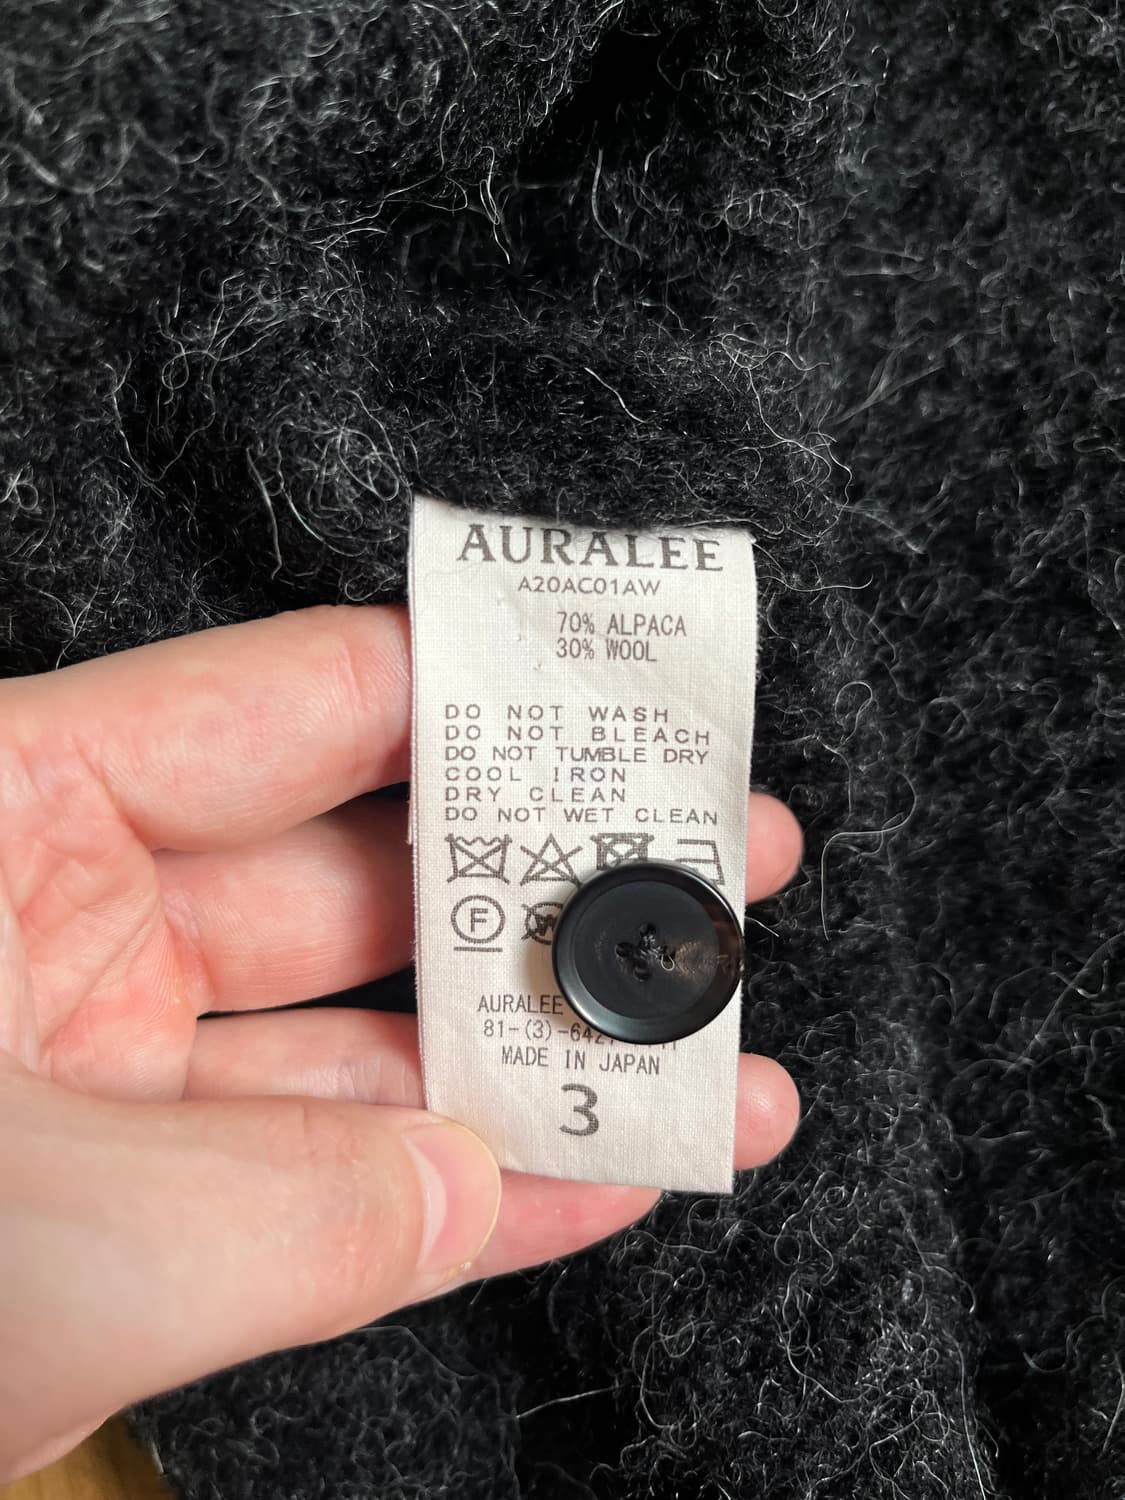 AURALEE
A20AC01AW
70% ALPACA
30% WOOL
DO NOT WASH
DO NOT BLEACH
DO NOT TUMBLE DRY
COOL IRON
DRY CLEAN
DO NOT WET CLEAN
F
W
AURALEE
81-(3)-642
MADE IN JAPAN
3